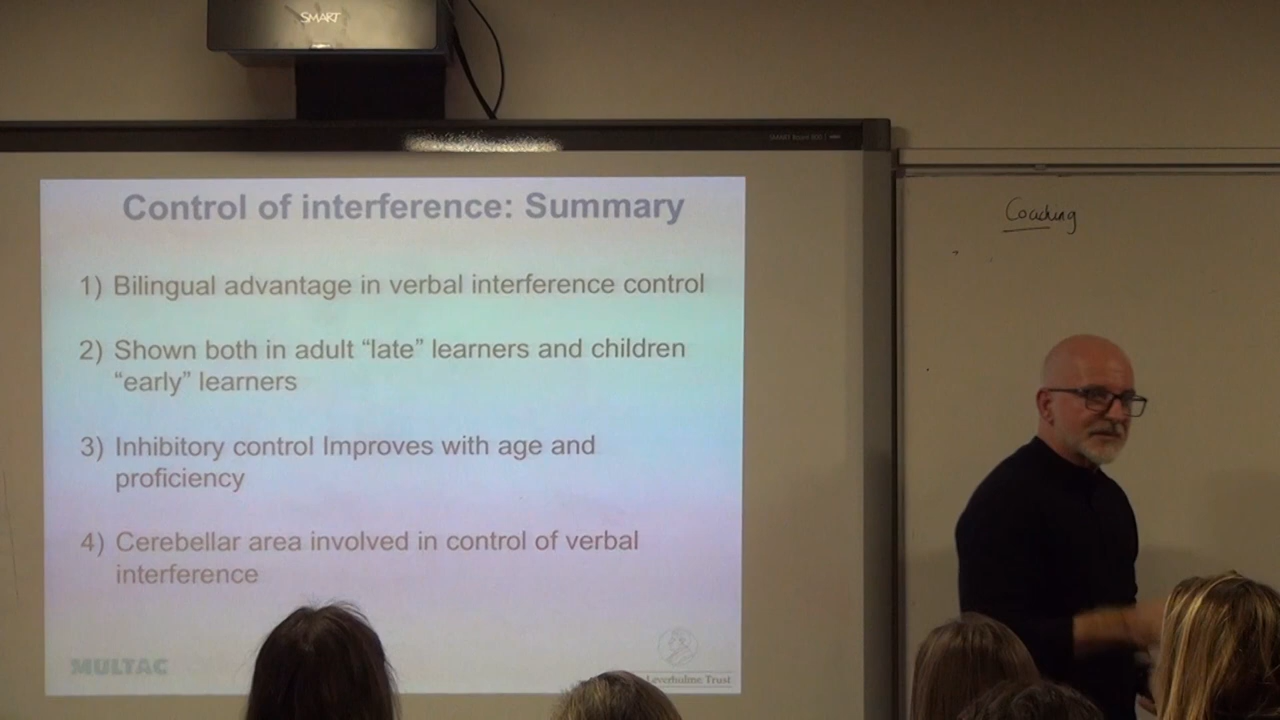 SMART
Control of interference: Summary
1) Bilingual advantage in verbal interference control
2) Shown both in adult “late” learners and children
“early” learners
3) Inhibitory control Improves with age and
proficiency
4) Cerebellar area involved in control of verbal
interference
MULTAC
Leverhulme Trust
Coaching